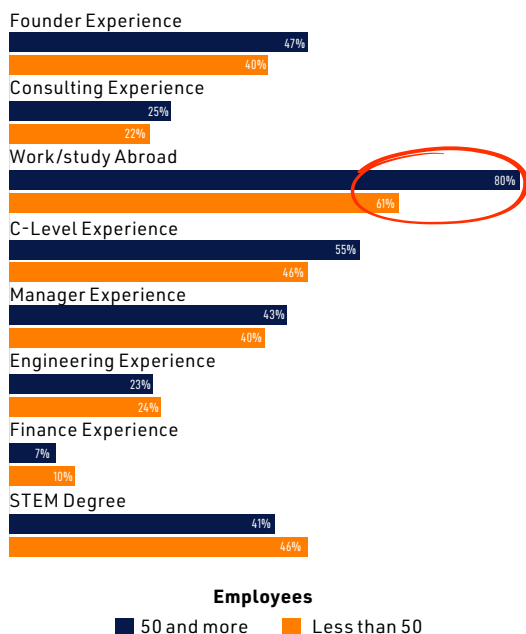 Founder Experience
47%
40%
Consulting Experience
25%
22%
Work/study Abroad
80%
61%
C-Level Experience
55%
46%
Manager Experience
43%
40%
Engineering Experience
23%
24%
Finance Experience
7%
10%
STEM Degree
41%
46%
Employees
50 and more Less than 50